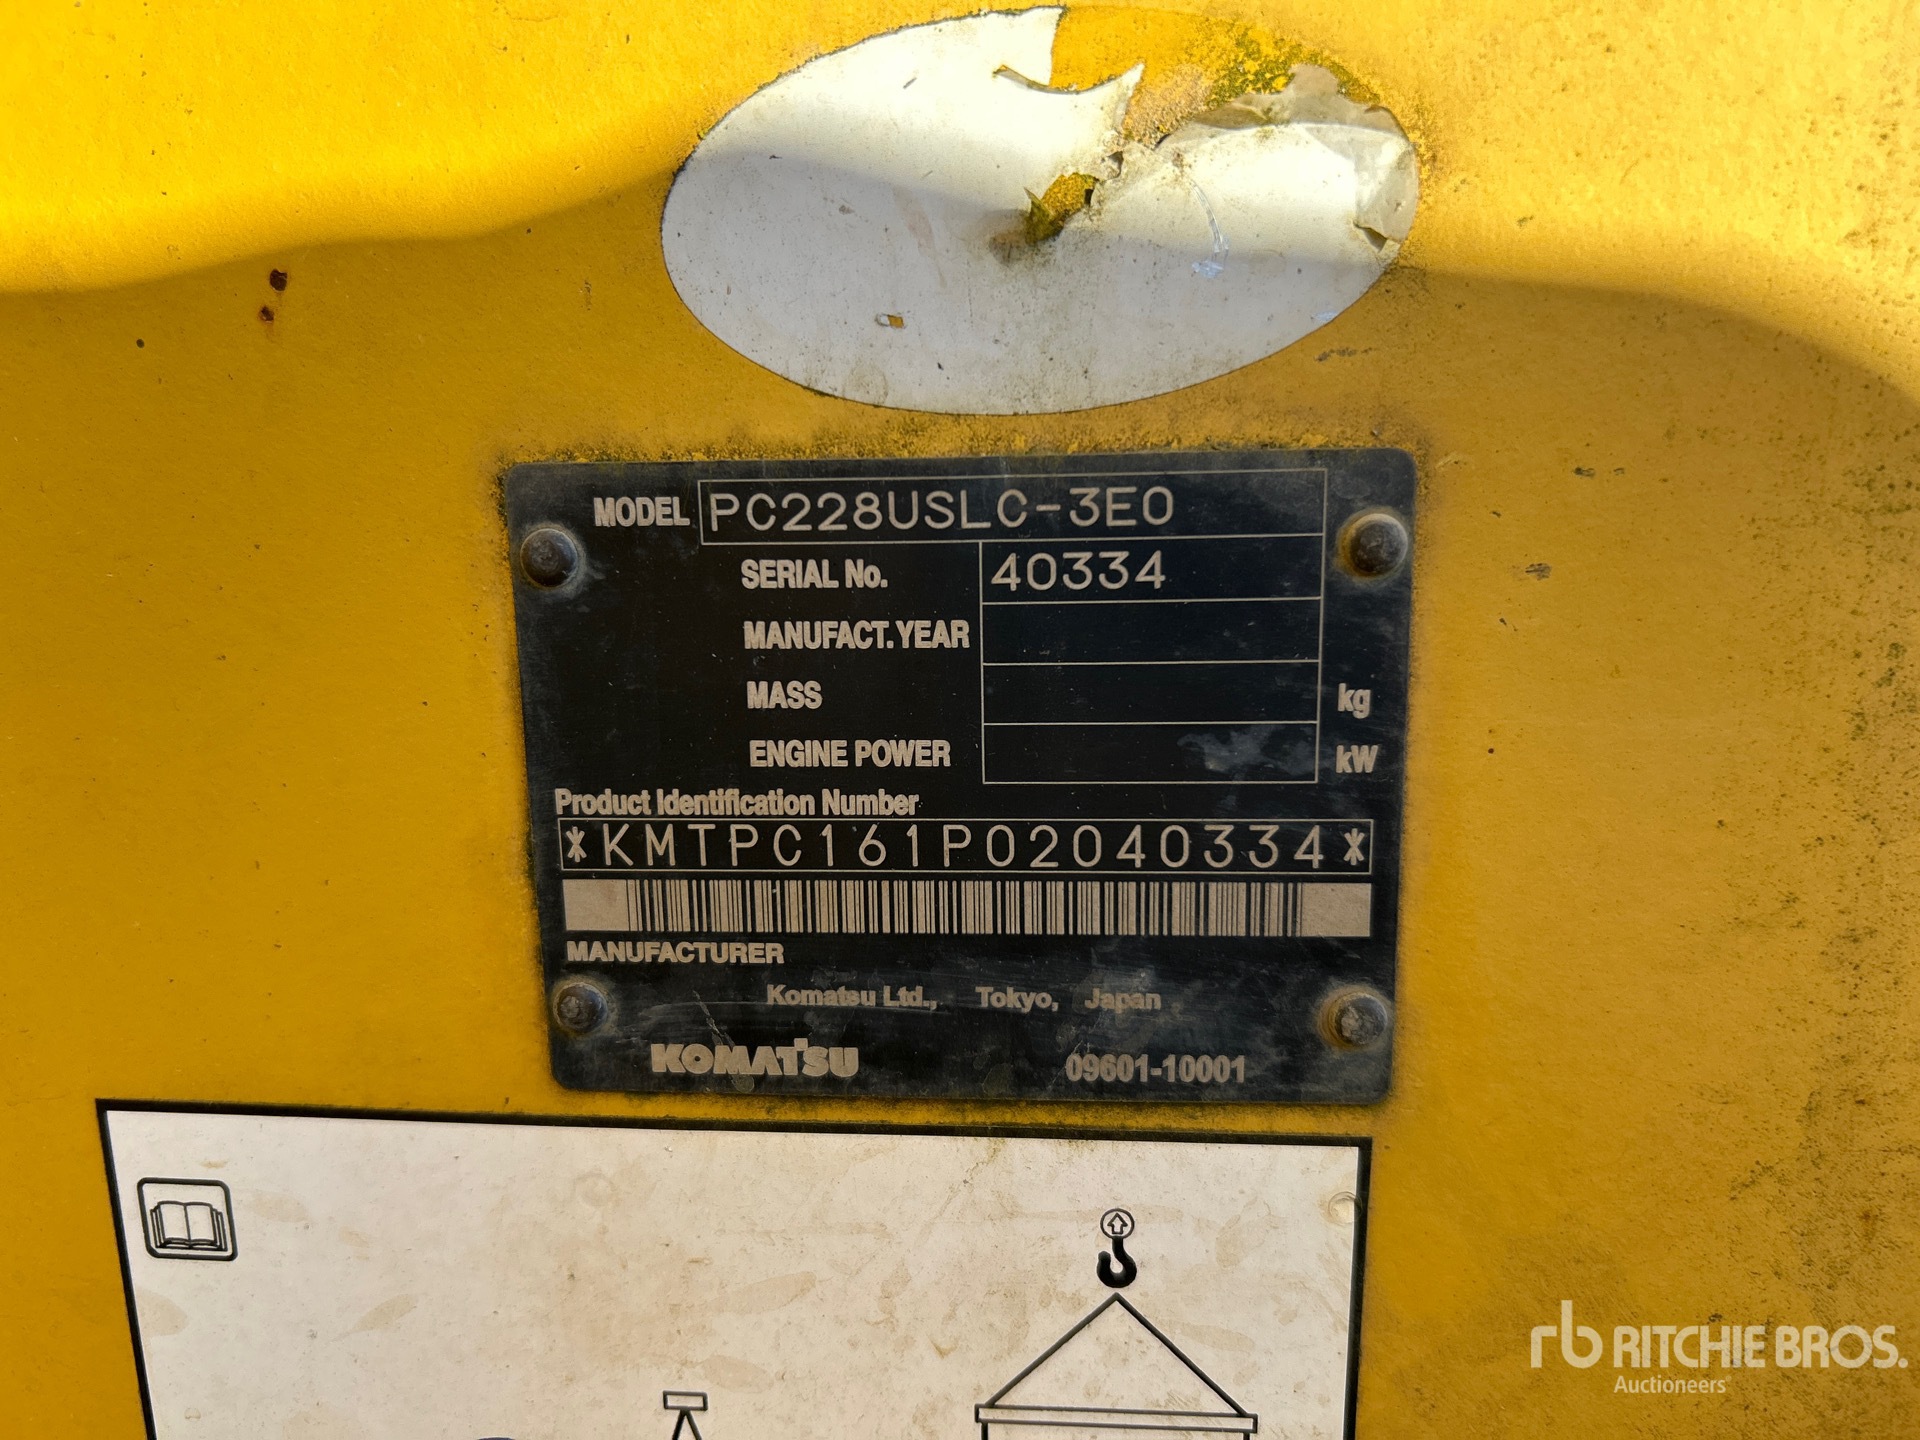 MODEL PC228USLC-3E0
SERIAL No. 40334
MANUFACT. YEAR
MASS kg
ENGINE POWER kW
Product Identification Number
*KMTPC161P02040334*
MANUFACTURER
Komatsu Ltd., Tokyo, Japan
KOMATSU 09601-10001
rb RITCHIE BROS.
Auctioneers